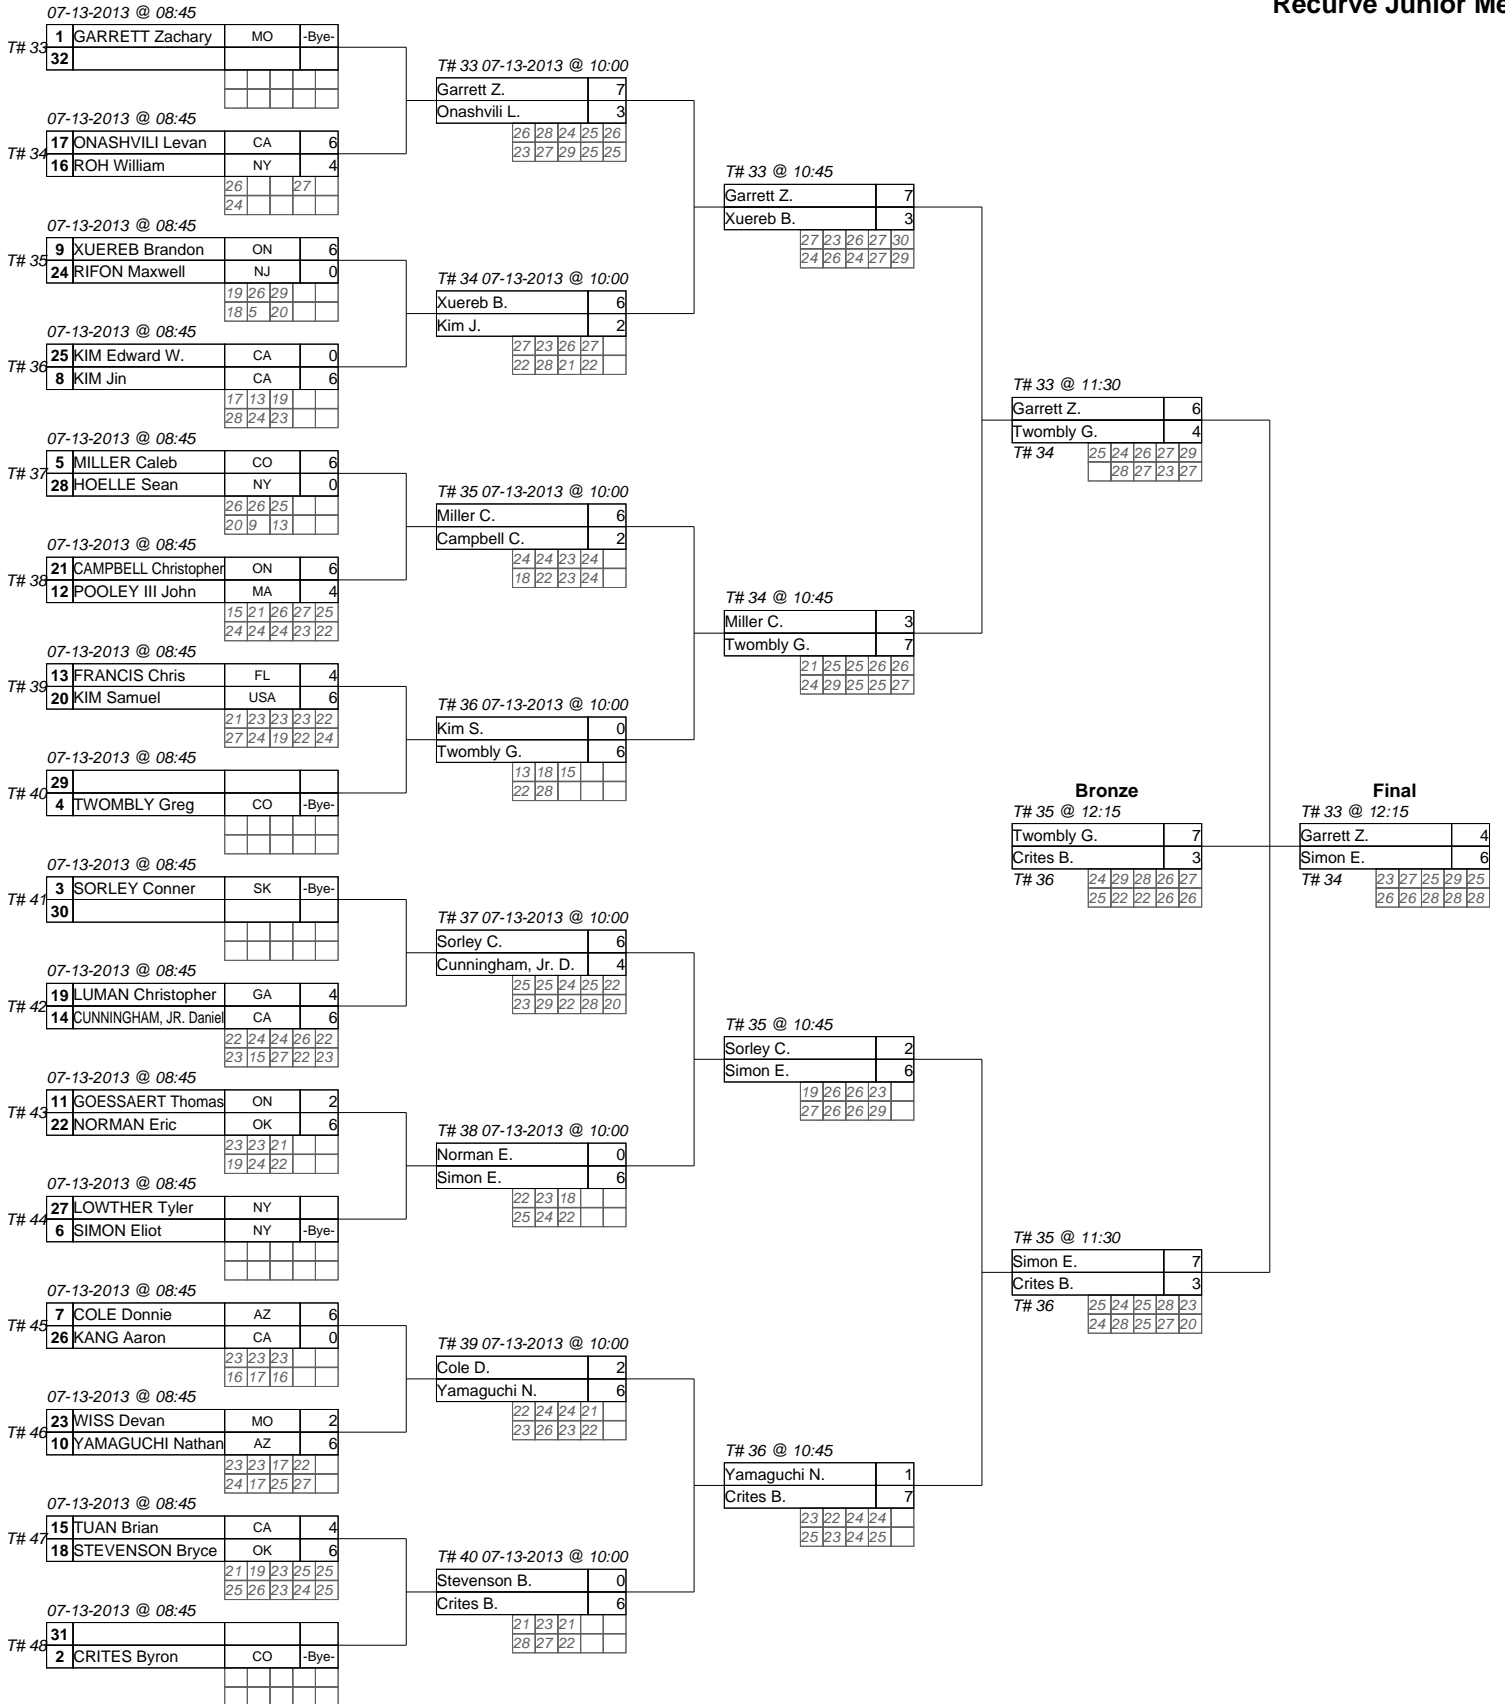 Recurve Junior Me
07-13-2013 @ 08:45
T# 33
1 GARRETT Zachary MO -Bye-
32
07-13-2013 @ 08:45
T# 34
17 ONASHVILI Levan CA 6
16 ROH William NY 4
26 27
24
07-13-2013 @ 08:45
T# 35
9 XUEREB Brandon ON 6
24 RIFON Maxwell NJ 0
19 26 29
18 5 20
07-13-2013 @ 08:45
T# 36
25 KIM Edward W. CA 0
8 KIM Jin CA 6
17 13 19
28 24 23
07-13-2013 @ 08:45
T# 37
5 MILLER Caleb CO 6
28 HOELLE Sean NY 0
26 26 25
20 9 13
07-13-2013 @ 08:45
T# 38
21 CAMPBELL Christopher ON 6
12 POOLEY III John MA 4
15 21 26 27 25
24 24 24 23 22
07-13-2013 @ 08:45
T# 39
13 FRANCIS Chris FL 4
20 KIM Samuel USA 6
21 23 23 23 22
27 24 19 22 24
07-13-2013 @ 08:45
T# 40
29
4 TWOMBLY Greg CO -Bye-
07-13-2013 @ 08:45
T# 41
3 SORLEY Conner SK -Bye-
30
07-13-2013 @ 08:45
T# 42
19 LUMAN Christopher GA 4
14 CUNNINGHAM, JR. Daniel CA 6
22 24 24 26 22
23 15 27 22 23
07-13-2013 @ 08:45
T# 43
11 GOESSAERT Thomas ON 2
22 NORMAN Eric OK 6
23 23 21
19 24 22
07-13-2013 @ 08:45
T# 44
27 LOWTHER Tyler NY
6 SIMON Eliot NY -Bye-
07-13-2013 @ 08:45
T# 45
7 COLE Donnie AZ 6
26 KANG Aaron CA 0
23 23 23
16 17 16
07-13-2013 @ 08:45
T# 46
23 WISS Devan MO 2
10 YAMAGUCHI Nathan AZ 6
23 23 17 22
24 17 25 27
07-13-2013 @ 08:45
T# 47
15 TUAN Brian CA 4
18 STEVENSON Bryce OK 6
21 19 23 25 25
25 26 23 24 25
07-13-2013 @ 08:45
T# 48
31
2 CRITES Byron CO -Bye-
T# 33 07-13-2013 @ 10:00
Garrett Z. 7
Onashvili L. 3
26 28 24 25 26
23 27 29 25 25
T# 34 07-13-2013 @ 10:00
Xuereb B. 6
Kim J. 2
27 23 26 27
22 28 21 22
T# 35 07-13-2013 @ 10:00
Miller C. 6
Campbell C. 2
24 24 23 24
18 22 23 24
T# 36 07-13-2013 @ 10:00
Kim S. 0
Twombly G. 6
13 18 15
22 28
T# 37 07-13-2013 @ 10:00
Sorley C. 6
Cunningham, Jr. D. 4
25 25 24 25 22
23 29 22 28 20
T# 38 07-13-2013 @ 10:00
Norman E. 0
Simon E. 6
22 23 18
25 24 22
T# 39 07-13-2013 @ 10:00
Cole D. 2
Yamaguchi N. 6
22 24 24 21
23 26 23 22
T# 40 07-13-2013 @ 10:00
Stevenson B. 0
Crites B. 6
21 23 21
28 27 22
T# 33 @ 10:45
Garrett Z. 7
Xuereb B. 3
27 23 26 27 30
24 26 24 27 29
T# 34 @ 10:45
Miller C. 3
Twombly G. 7
21 25 25 26 26
24 29 25 25 27
T# 35 @ 10:45
Sorley C. 2
Simon E. 6
19 26 26 23
27 26 26 29
T# 36 @ 10:45
Yamaguchi N. 1
Crites B. 7
23 22 24 24
25 23 24 25
T# 33 @ 11:30
Garrett Z. 6
Twombly G. 4
T# 34
25 24 26 27 29
28 27 23 27
T# 35 @ 11:30
Simon E. 7
Crites B. 3
T# 36
25 24 25 28 23
24 28 25 27 20
Bronze
T# 35 @ 12:15
Twombly G. 7
Crites B. 3
T# 36
24 29 28 26 27
25 22 22 26 26
Final
T# 33 @ 12:15
Garrett Z. 4
Simon E. 6
T# 34
23 27 25 29 25
26 26 28 28 28